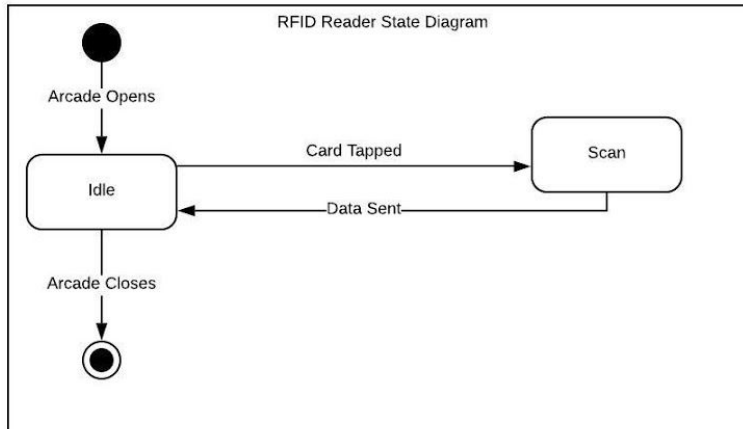 RFID Reader State Diagram
Arcade Opens
Card Tapped
Scan
Idle
Data Sent
Arcade Closes